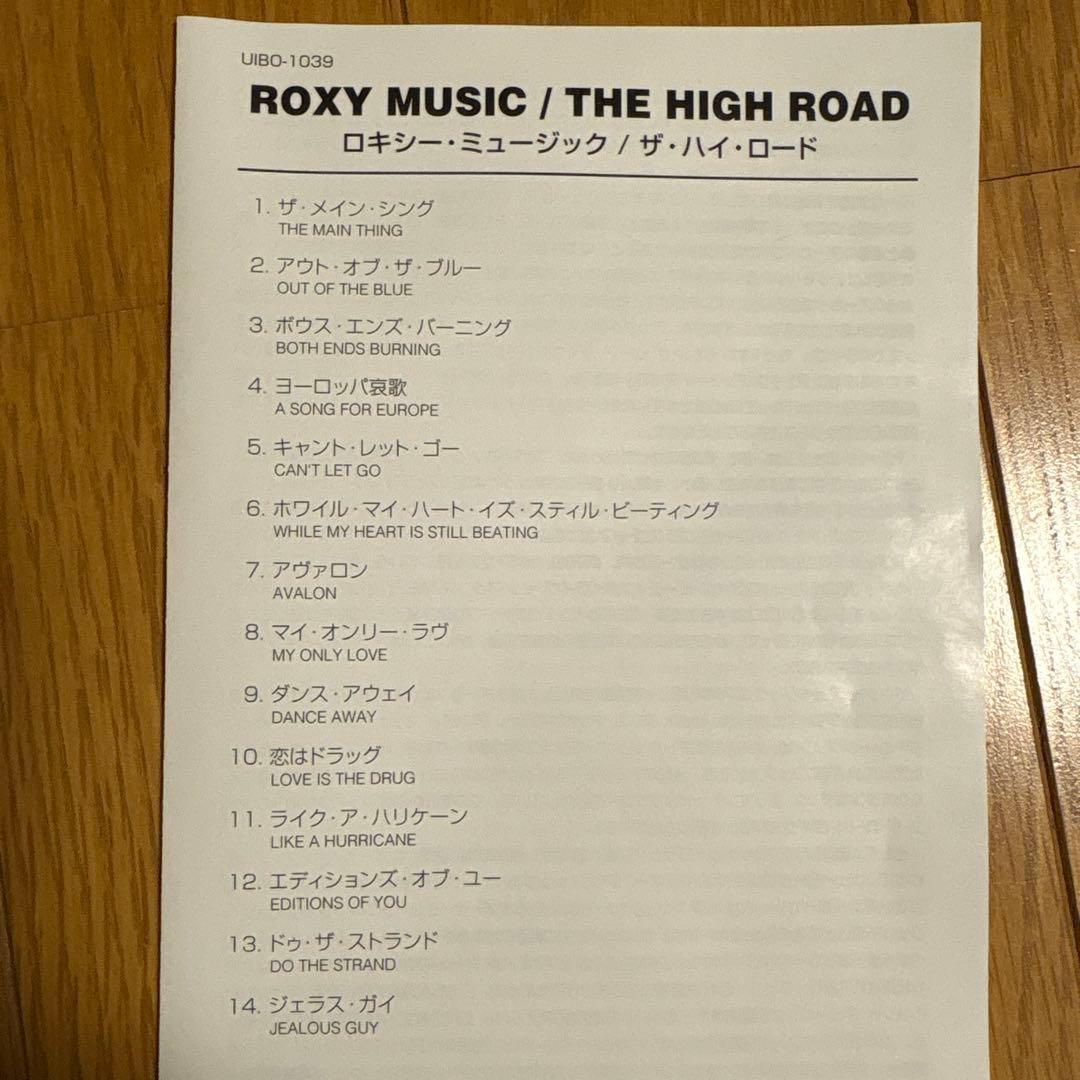 UIBO-1039
ROXY MUSIC / THE HIGH ROAD
ロキシー・ミュージック / ザ・ハイ・ロード
1. ザ・メイン・シング
THE MAIN THING
2. アウト・オブ・ザ・ブルー
OUT OF THE BLUE
3. ボウス・エンズ・バーニング
BOTH ENDS BURNING
4. ヨーロッパ哀歌
A SONG FOR EUROPE
5. キャント・レット・ゴー
CAN'T LET GO
6. ホワイル・マイ・ハート・イズ・スティル・ビーティング
WHILE MY HEART IS STILL BEATING
7. アヴァロン
AVALON
8. マイ・オンリー・ラヴ
MY ONLY LOVE
9. ダンス・アウェイ
DANCE AWAY
10. 恋はドラッグ
LOVE IS THE DRUG
11. ライク・ア・ハリケーン
LIKE A HURRICANE
12. エディションズ・オブ・ユー
EDITIONS OF YOU
13. ドゥ・ザ・ストランド
DO THE STRAND
14. ジェラス・ガイ
JEALOUS GUY